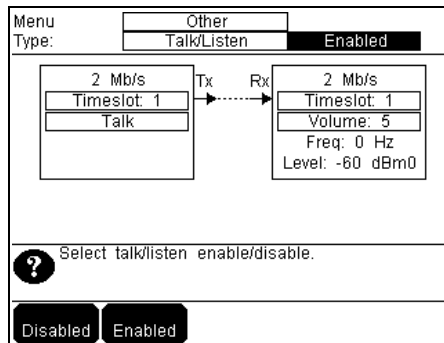 Menu Other
Type: Talk/Listen Enabled
2 Mb/s Tx Rx 2 Mb/s
Timeslot: 1 Timeslot: 1
Talk Volume: 5
Freq: 0 Hz
Level: -60 dBm0
? Select talk/listen enable/disable.
Disabled Enabled